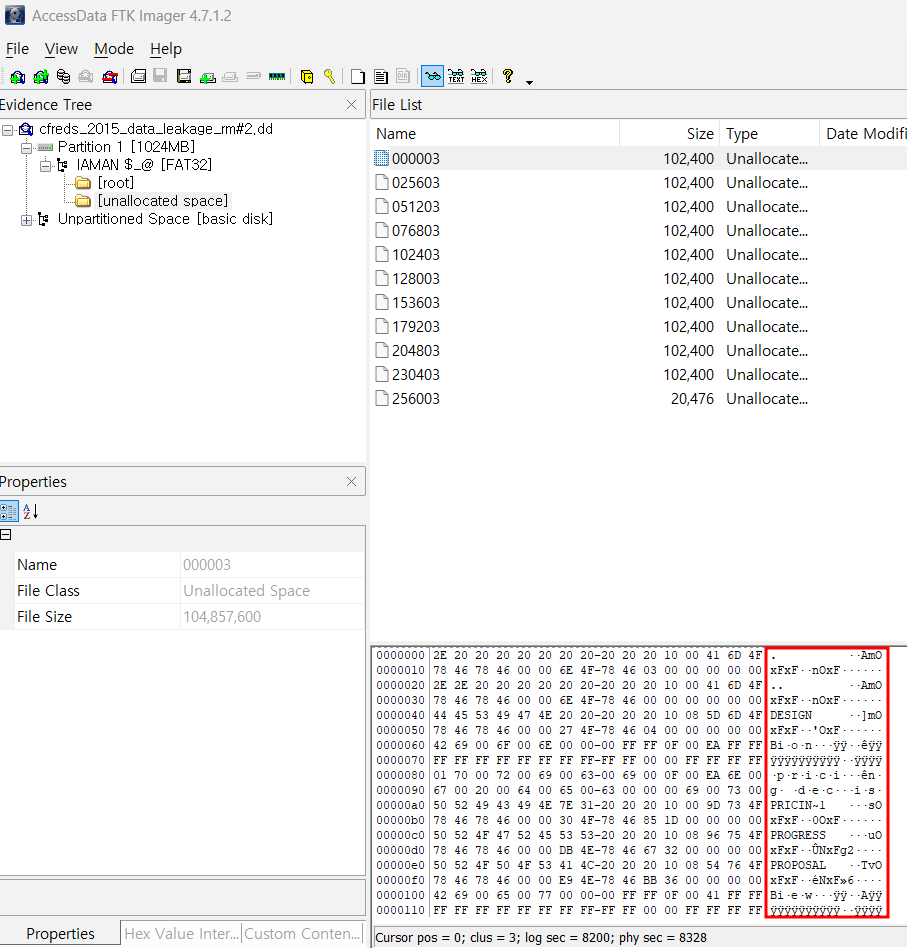 AccessData FTK Imager 4.7.1.2
File View Mode Help
TEXT HEX ?
Evidence Tree
cfreds_2015_data_leakage_rm#2.dd
Partition 1 [1024MB]
IAMAN $_@ [FAT32]
[root]
[unallocated space]
Unpartitioned Space [basic disk]
File List
Name Size Type Date Modifi
000003 102,400 Unallocate...
025603 102,400 Unallocate...
051203 102,400 Unallocate...
076803 102,400 Unallocate...
102403 102,400 Unallocate...
128003 102,400 Unallocate...
153603 102,400 Unallocate...
179203 102,400 Unallocate...
204803 102,400 Unallocate...
230403 102,400 Unallocate...
256003 20,476 Unallocate...
Properties
Name 000003
File Class Unallocated Space
File Size 104,857,600
0000000 2E 20 20 20 20 20 20 20-20 20 20 10 00 41 6D 4F .          ··AmO
0000010 78 46 78 46 00 00 6E 4F-78 46 03 00 00 00 00 00 xFxF··nOxF······
0000020 2E 2E 20 20 20 20 20 20-20 20 20 10 00 41 6D 4F ..         ··AmO
0000030 78 46 78 46 00 00 6E 4F-78 46 00 00 00 00 00 00 xFxF··nOxF······
0000040 44 45 53 49 47 4E 20 20-20 20 20 10 08 5D 6D 4F DESIGN     ··]mO
0000050 78 46 78 46 00 00 27 4F-78 46 04 00 00 00 00 00 xFxF··'OxF······
0000060 42 69 00 6F 00 6E 00 00-00 FF FF 0F 00 EA FF FF Bi·o·n···ÿÿ··êÿÿ
0000070 FF FF FF FF FF FF FF FF-FF FF 00 00 FF FF FF FF ÿÿÿÿÿÿÿÿÿÿ··ÿÿÿÿ
0000080 01 70 00 72 00 69 00 63-00 69 00 0F 00 EA 6E 00 ·p·r·i·c·i···ên·
0000090 67 00 20 00 64 00 65 00-63 00 00 00 69 00 73 00 g· ·d·e·c···i·s·
00000a0 50 52 49 43 49 4E 7E 31-20 20 20 10 00 9D 73 4F PRICIN~1   ···sO
00000b0 78 46 78 46 00 00 30 4F-78 46 85 1D 00 00 00 00 xFxF··0OxF······
00000c0 50 52 4F 47 52 45 53 53-20 20 20 10 08 96 75 4F PROGRESS   ···uO
00000d0 78 46 78 46 00 00 DB 4E-78 46 67 32 00 00 00 00 xFxF··ÛNxFg2····
00000e0 50 52 4F 50 4F 53 41 4C-20 20 20 10 08 54 76 4F PROPOSAL   ··TvO
00000f0 78 46 78 46 00 00 E9 4E-78 46 BB 36 00 00 00 00 xFxF··éNxF»6····
0000100 42 69 00 65 00 77 00 00-00 FF FF 0F 00 41 FF FF Bi·e·w···ÿÿ··Aÿÿ
0000110 FF FF FF FF FF FF FF FF-FF FF 00 00 FF FF FF FF ÿÿÿÿÿÿÿÿÿÿ··ÿÿÿÿ
Properties Hex Value Inter... Custom Conten...
Cursor pos = 0; clus = 3; log sec = 8200; phy sec = 8328